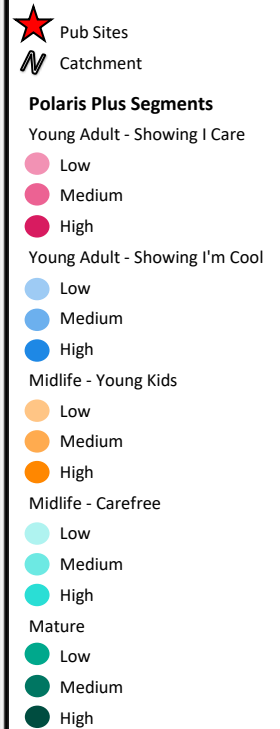 Pub Sites
Catchment
Polaris Plus Segments
Young Adult - Showing I Care
Low
Medium
High
Young Adult - Showing I'm Cool
Low
Medium
High
Midlife - Young Kids
Low
Medium
High
Midlife - Carefree
Low
Medium
High
Mature
Low
Medium
High